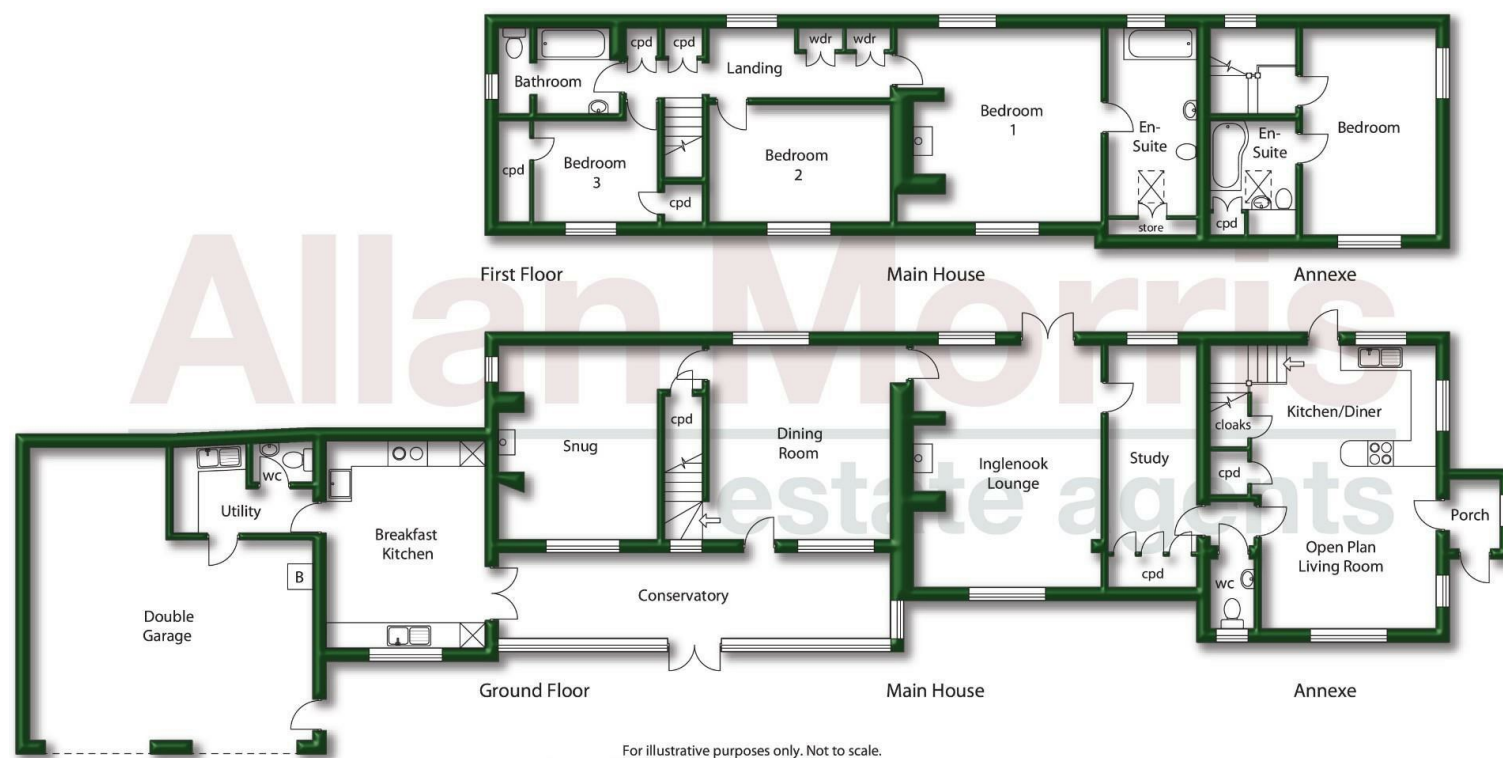 cpd
cpd
wdr
wdr
Landing
Bathroom
Bedroom
1
En-
Suite
En-
Suite
Bedroom
cpd
Bedroom
3
Bedroom
2
cpd
store
cpd
First Floor
Main House
Annexe
Allan Morris
estate agents
Snug
cpd
Dining
Room
Inglenook
Lounge
Study
Kitchen/Diner
cloaks
cpd
wc
Utility
Breakfast
Kitchen
B
Porch
Open Plan
Living Room
cpd
wc
Conservatory
Double
Garage
Ground Floor
Main House
Annexe
For illustrative purposes only. Not to scale.